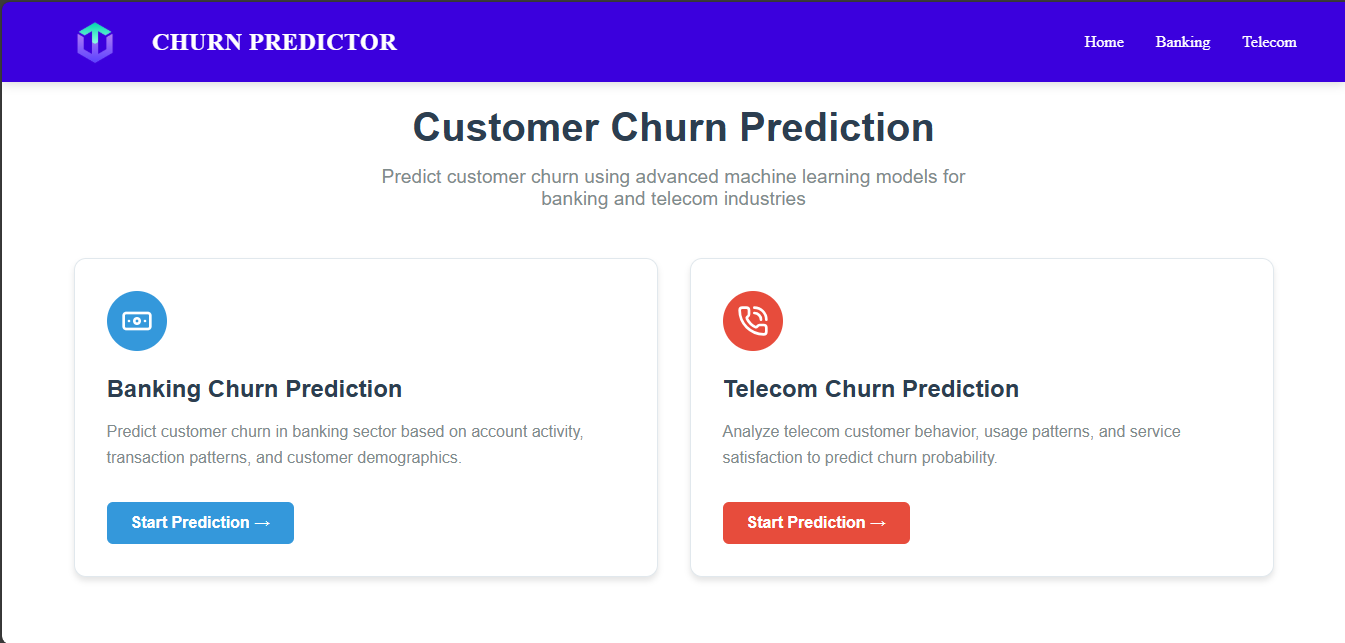 CHURN PREDICTOR
Home Banking Telecom
Customer Churn Prediction
Predict customer churn using advanced machine learning models for
banking and telecom industries
Banking Churn Prediction
Predict customer churn in banking sector based on account activity,
transaction patterns, and customer demographics.
Start Prediction →
Telecom Churn Prediction
Analyze telecom customer behavior, usage patterns, and service
satisfaction to predict churn probability.
Start Prediction →